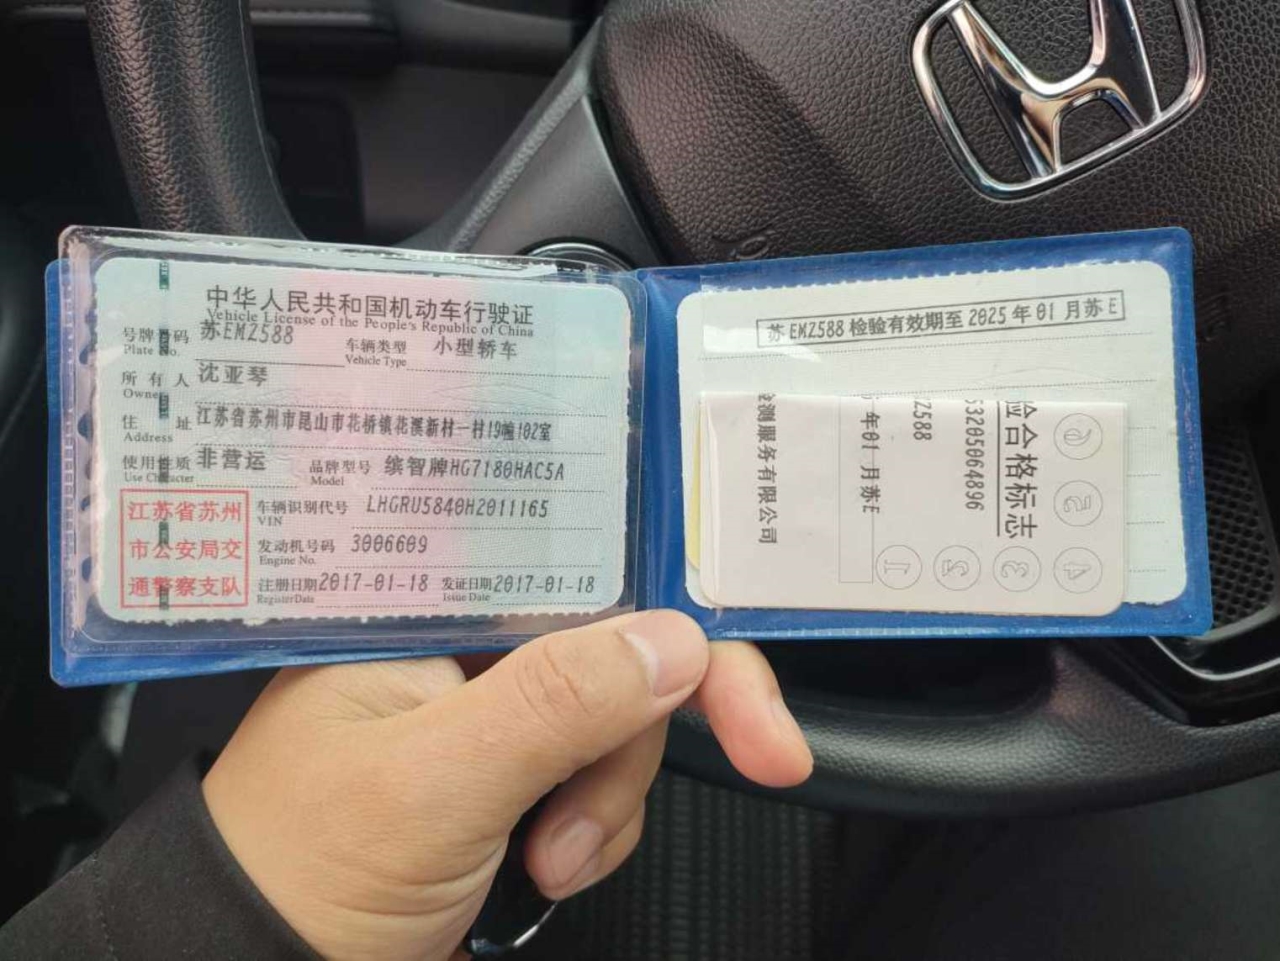 中华人民共和国机动车行驶证
Vehicle License of the People's Republic of China
号牌号码 苏EMZ588 车辆类型 小型轿车
Plate No. Vehicle Type
所有人 沈亚琴
Owner
住址 江苏省苏州市昆山市花桥镇花溪新村一村19幢102室
Address
使用性质 非营运 品牌型号 缤智牌HG7180HAC5A
Use Character Model
江苏省苏州
市公安局交
通警察支队
车辆识别代号 LHGRU5840H2011165
VIN
发动机号码 3006609
Engine No.
注册日期 2017-01-18 发证日期 2017-01-18
Register Date Issue Date
苏EMZ588 检验有效期至 2025年01月苏E
验合格标志
53205064896
Z588
年01 月苏E
检测服务有限公司
2
12
1
5
3
4